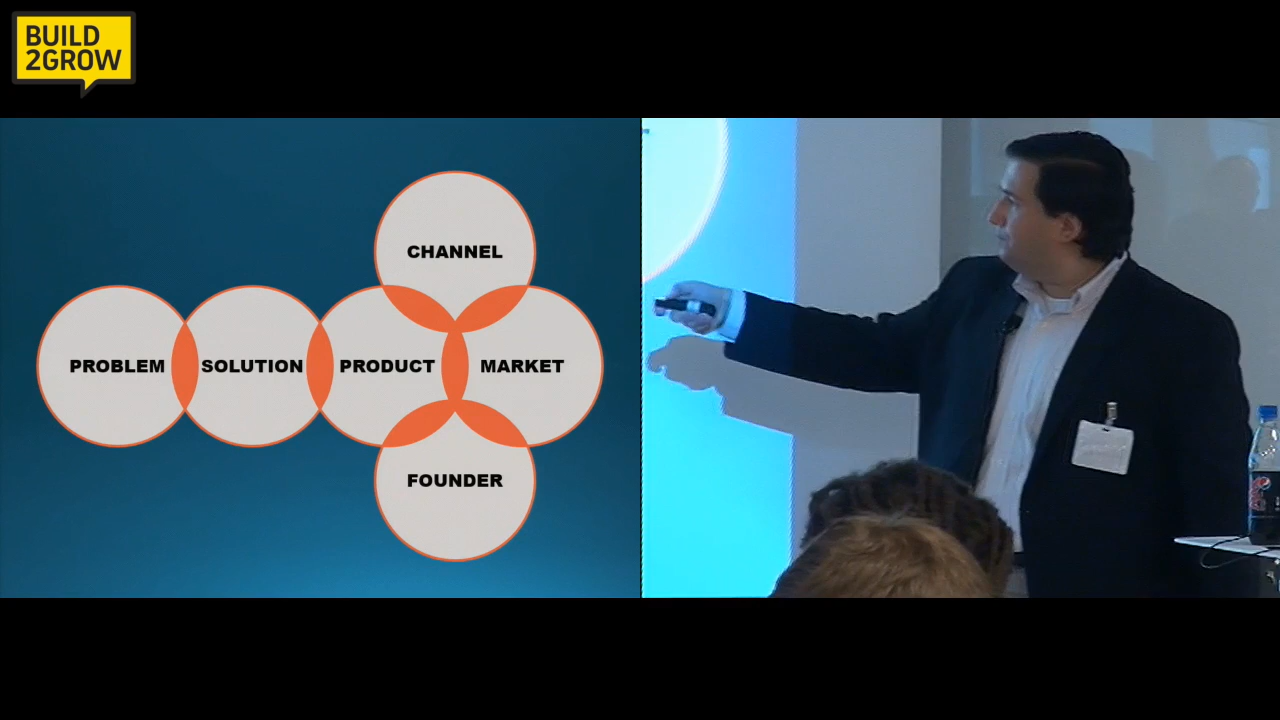 BUILD
2GROW
CHANNEL
PROBLEM
SOLUTION
PRODUCT
MARKET
FOUNDER